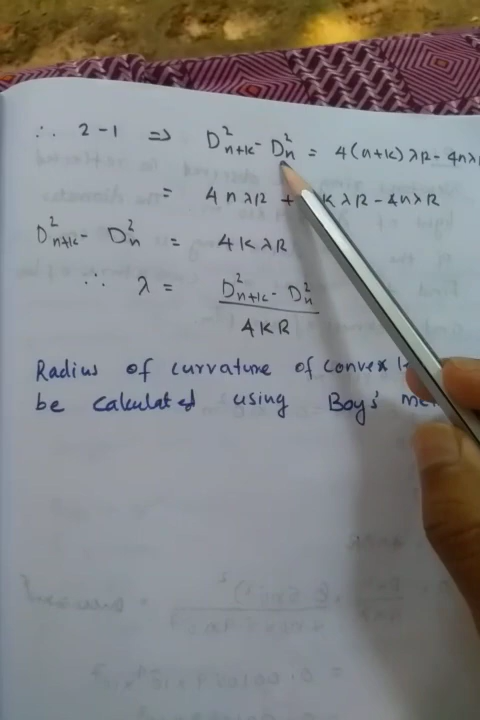 ∴ 2-1 ⇒ D²n+k - D²n = 4(n+k) λR - 4nλR
= 4nλR + KλR - 4nλR
D²n+k - D²n = 4KλR
∴ λ = D²n+k - D²n
4KR
Radius of curvature of convex
be calculated using Boy's